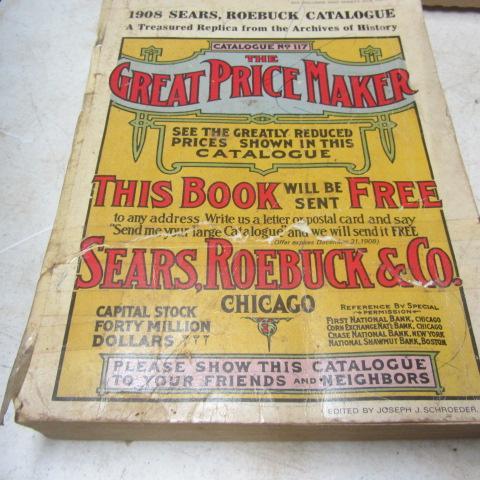 1908 SEARS, ROEBUCK CATALOGUE
A Treasured Replica from the Archives of History
CATALOGUE No 117
THE
GREAT PRICE MAKER
SEE THE GREATLY REDUCED
PRICES SHOWN IN THIS
CATALOGUE
THIS BOOK WILL BE SENT FREE
to any address. Write us a letter or postal card and say
"Send me your large Catalogue" and we will send it FREE
(Offer expires December 31, 1908)
SEARS, ROEBUCK & CO.
CHICAGO
CAPITAL STOCK
FORTY MILLION
DOLLARS
REFERENCE BY SPECIAL
PERMISSION
FIRST NATIONAL BANK, CHICAGO
CORN EXCHANGE NAT'L BANK, CHICAGO
CHASE NATIONAL BANK, NEW YORK
NATIONAL SHAWMUT BANK, BOSTON
PLEASE SHOW THIS CATALOGUE
TO YOUR FRIENDS AND NEIGHBORS
EDITED BY JOSEPH J. SCHROEDER,